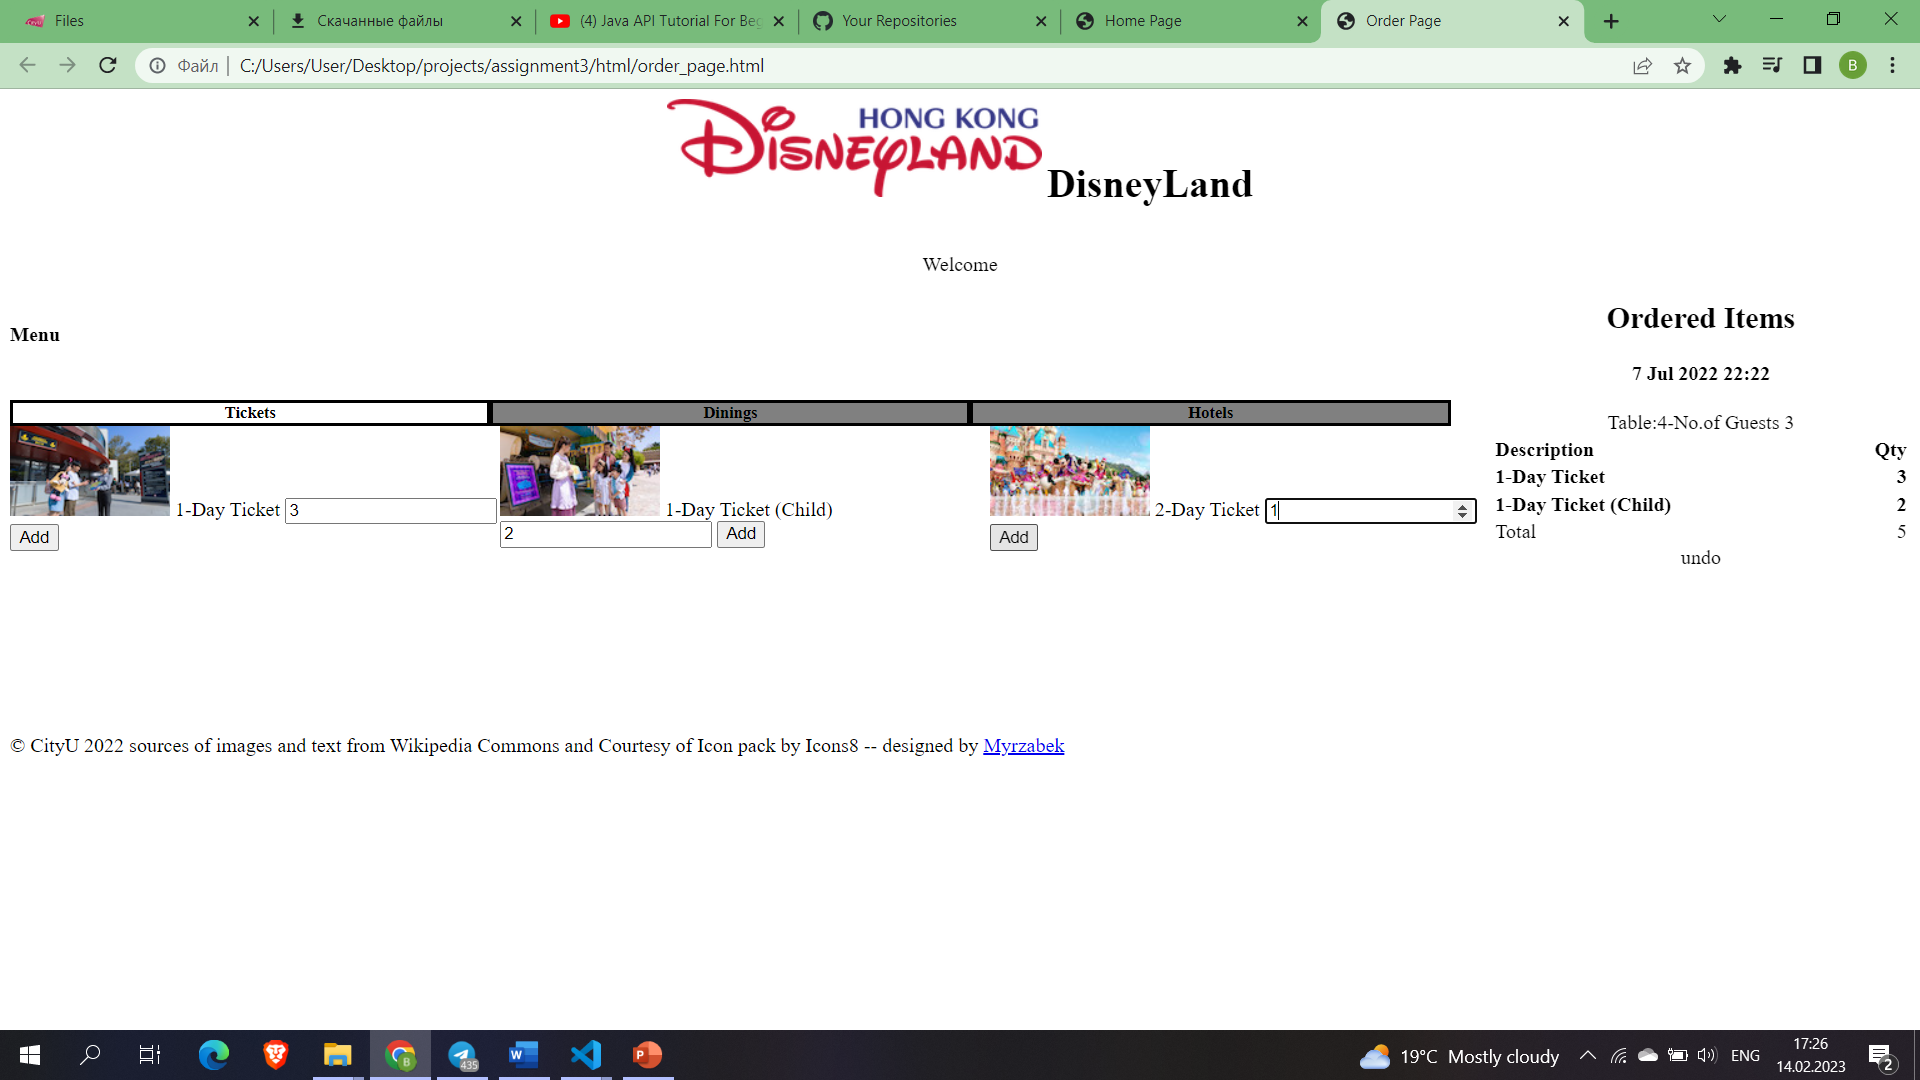 Files
Скачанные файлы
(4) Java API Tutorial For Beg
Your Repositories
Home Page
Order Page
Файл
C:/Users/User/Desktop/projects/assignment3/html/order_page.html
B
HONG KONG
DISNEYLAND
DisneyLand
Welcome
Menu
Tickets
Dinings
Hotels
1-Day Ticket
3
Add
1-Day Ticket (Child)
2
Add
2-Day Ticket
1
Add
Ordered Items
7 Jul 2022 22:22
Table:4-No.of Guests 3
Description Qty
1-Day Ticket 3
1-Day Ticket (Child) 2
Total 5
undo
© CityU 2022 sources of images and text from Wikipedia Commons and Courtesy of Icon pack by Icons8 -- designed by Myrzabek
B
435
W
P
19°C Mostly cloudy
ENG
17:26
14.02.2023
2